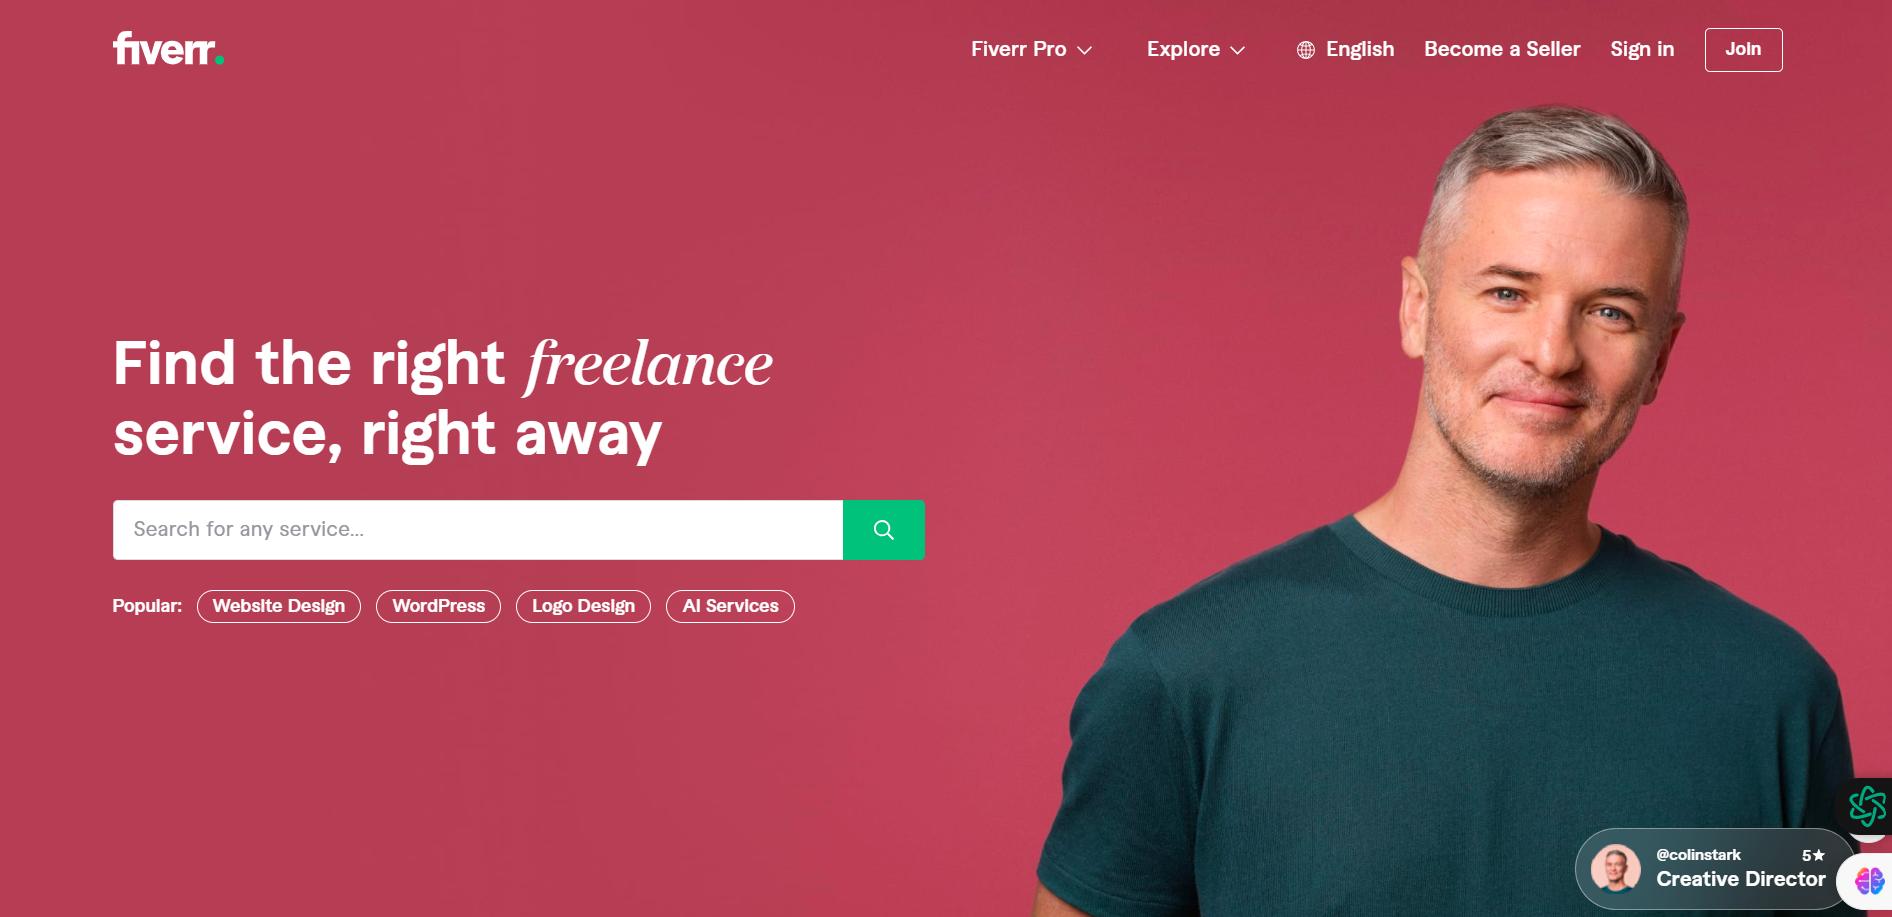 fiverr.
Fiverr Pro
Explore
English
Become a Seller
Sign in
Join
Find the right freelance
service, right away
Search for any service...
Popular:
Website Design
WordPress
Logo Design
AI Services
@colinstark 5★
Creative Director